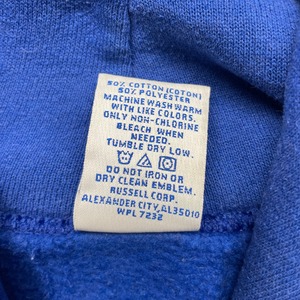 50% COTTON (COTON)
50% POLYESTER
MACHINE WASH WARM
WITH LIKE COLORS.
ONLY NON-CHLORINE
BLEACH WHEN
NEEDED.
TUMBLE DRY LOW.
DO NOT IRON OR
DRY CLEAN EMBLEM.
RUSSELL CORP.
ALEXANDER CITY,AL35010
WPL 7232